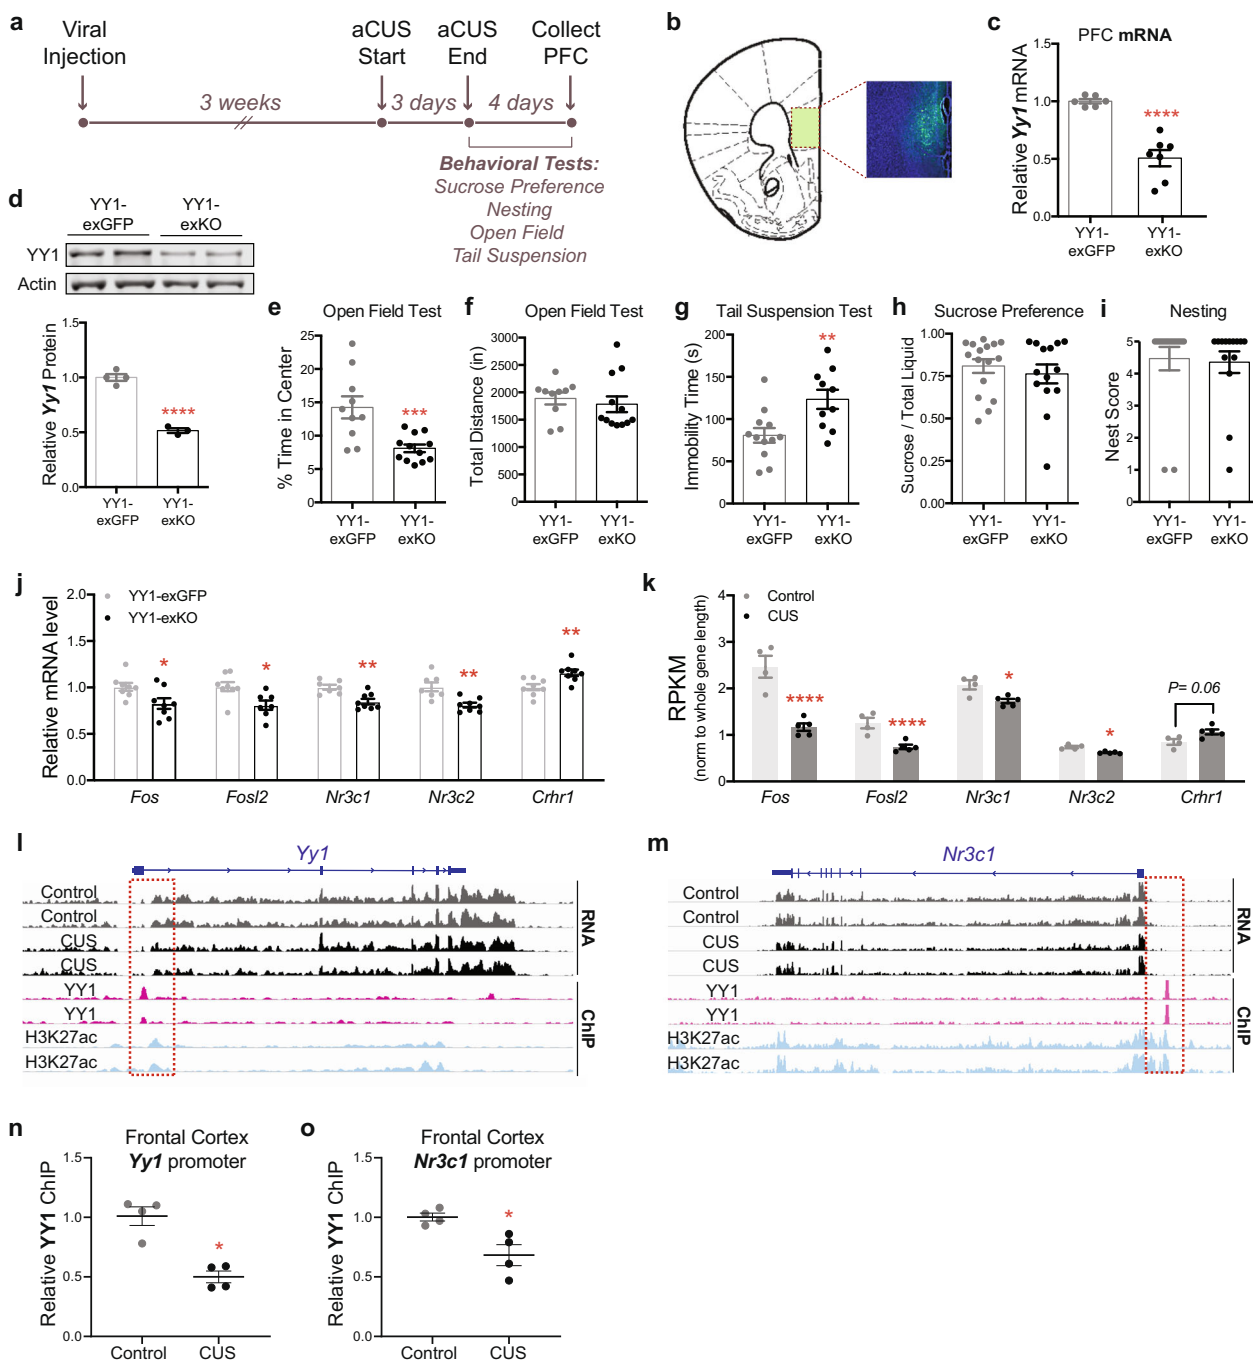 a
Viral
Injection
aCUS
Start
aCUS
End
Collect
PFC
3 weeks
3 days
4 days
Behavioral Tests:
Sucrose Preference
Nesting
Open Field
Tail Suspension
b
c
PFC mRNA
Relative Yy1 mRNA
1.5
1.0
0.5
0.0
****
YY1-
exGFP
YY1-
exKO
d
YY1-
exGFP
YY1-
exKO
YY1
Actin
Relative Yy1 Protein
1.5
1.0
0.5
0.0
****
YY1-
exGFP
YY1-
exKO
e
Open Field Test
% Time in Center
25
20
15
10
5
0
***
YY1-
exGFP
YY1-
exKO
f
Open Field Test
Total Distance (in)
3000
2500
2000
1500
1000
500
0
YY1-
exGFP
YY1-
exKO
g
Tail Suspension Test
Immobility Time (s)
200
150
100
50
0
**
YY1-
exGFP
YY1-
exKO
h
Sucrose Preference
Sucrose / Total Liquid
1.00
0.75
0.50
0.25
0.00
YY1-
exGFP
YY1-
exKO
i
Nesting
Nest Score
5
4
3
2
1
0
YY1-
exGFP
YY1-
exKO
j
Relative mRNA level
2.0
1.5
1.0
0.5
0.0
YY1-exGFP
YY1-exKO
*
*
**
**
**
Fos
Fosl2
Nr3c1
Nr3c2
Crhr1
k
RPKM
(norm to whole gene length)
4
3
2
1
0
Control
CUS
****
****
*
*
P= 0.06
Fos
Fosl2
Nr3c1
Nr3c2
Crhr1
l
Yy1
Control
Control
CUS
CUS
YY1
YY1
H3K27ac
H3K27ac
RNA
ChIP
m
Nr3c1
Control
Control
CUS
CUS
YY1
YY1
H3K27ac
H3K27ac
RNA
ChIP
n
Frontal Cortex
Yy1 promoter
Relative YY1 ChIP
1.5
1.0
0.5
0.0
*
Control
CUS
o
Frontal Cortex
Nr3c1 promoter
Relative YY1 ChIP
1.5
1.0
0.5
0.0
*
Control
CUS